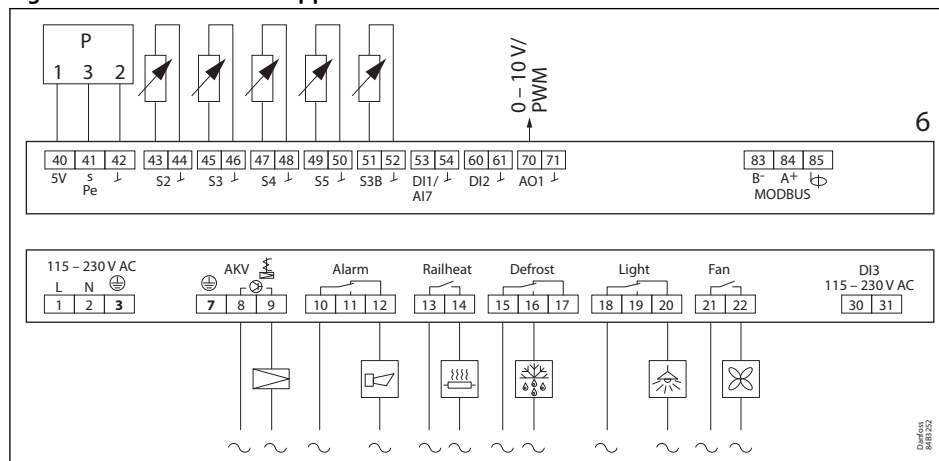 P
1 3 2
0 – 10 V/
PWM
6
40 41 42 43 44 45 46 47 48 49 50 51 52 53 54 60 61 70 71 83 84 85
5V s S2 S3 S4 S5 S3B DI1/ DI2 AO1 B- A+
Pe AI7 MODBUS
115 – 230 V AC AKV Alarm Railheat Defrost Light Fan DI3
L N 115 – 230 V AC
1 2 3 7 8 9 10 11 12 13 14 15 16 17 18 19 20 21 22 30 31
Danfoss
84B3252